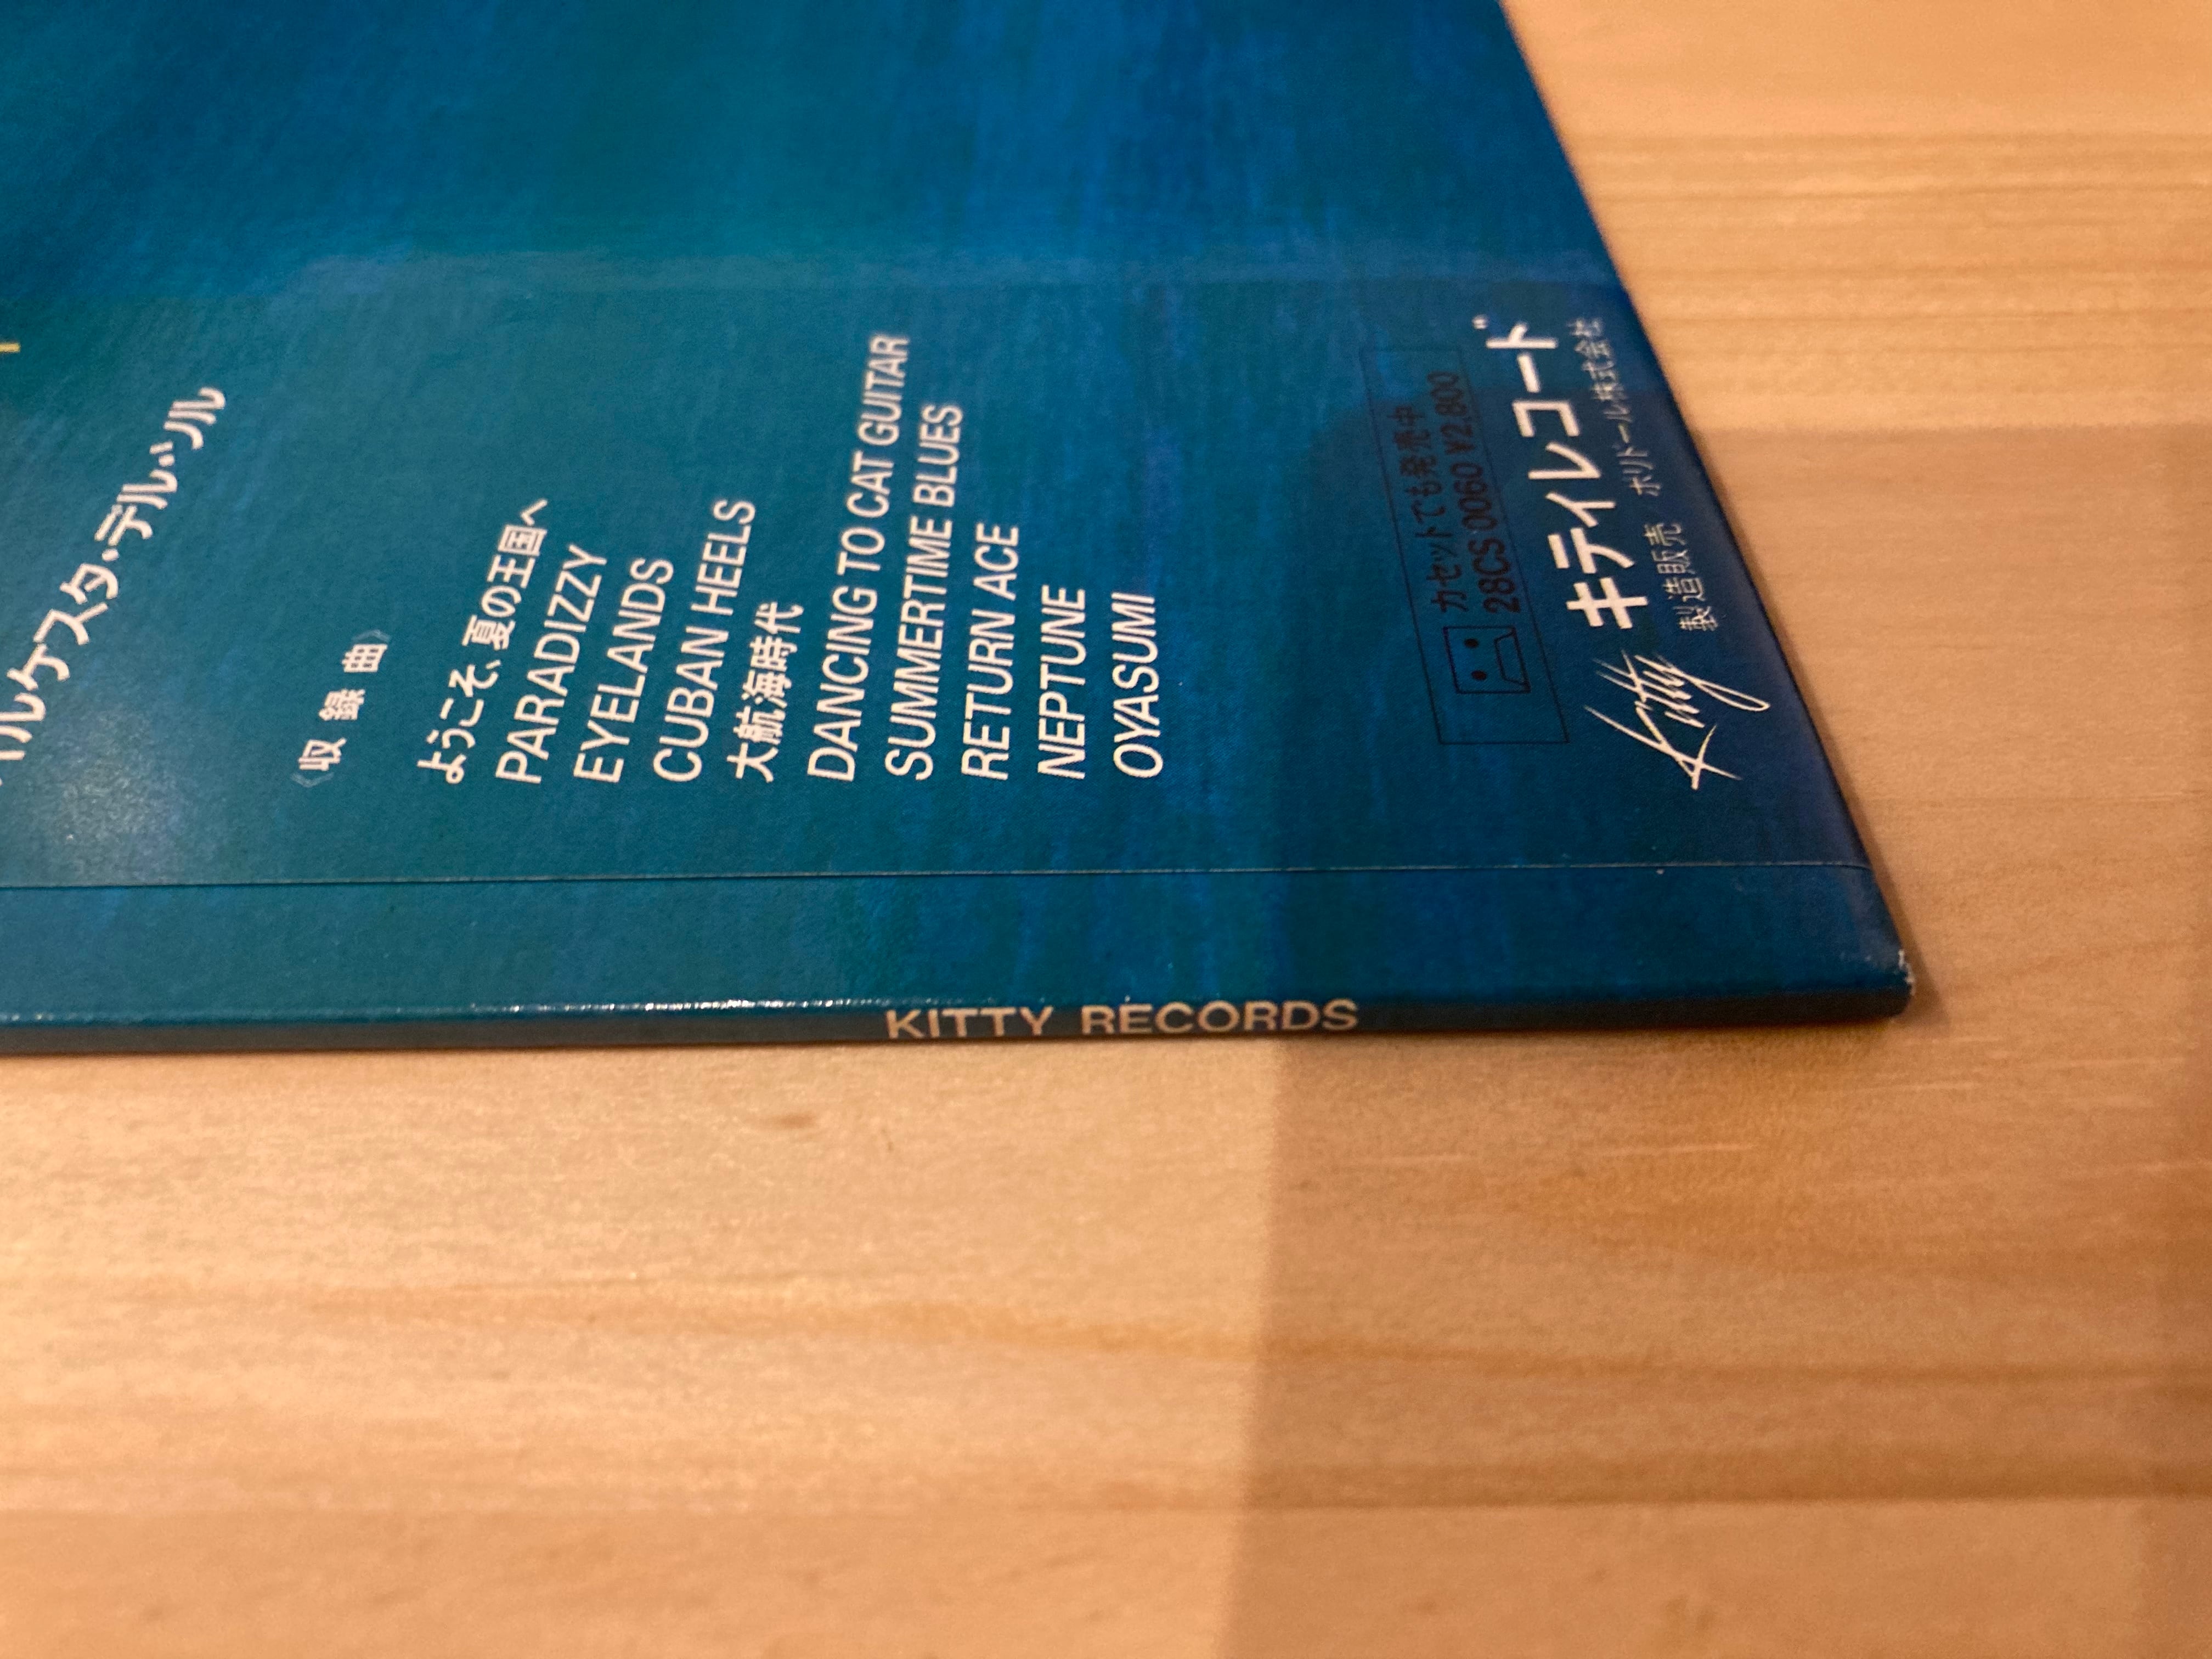 ルケスタ・デル・ソル
《収録曲》
ようこそ、夏の王国へ
PARADIZZY
EYELANDS
CUBAN HEELS
大航海時代
DANCING TO CAT GUITAR
SUMMERTIME BLUES
RETURN ACE
NEPTUNE
OYASUMI
カセットでも発売中
28CS 0060 ¥2,800
Kitty キティレコード
製造販売 ポリドール株式会社
KITTY RECORDS